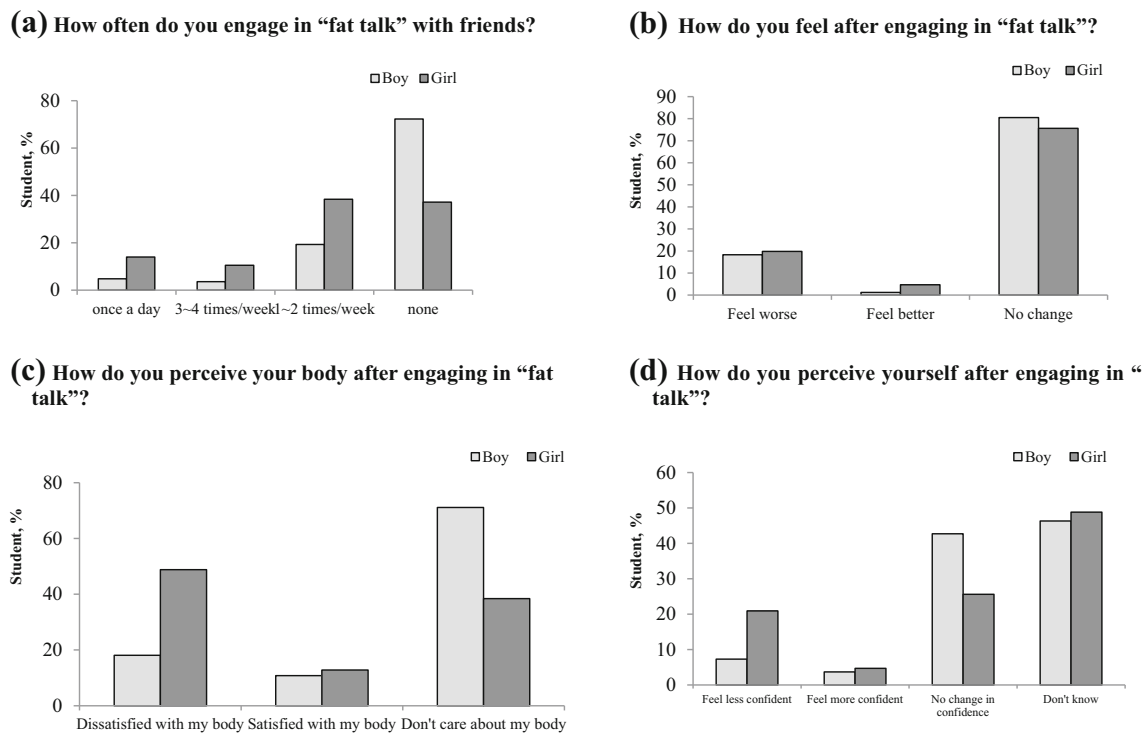 (a) How often do you engage in “fat talk” with friends?
Boy Girl
Student, %
80
60
40
20
0
once a day 3~4 times/week 1~2 times/week none
(b) How do you feel after engaging in “fat talk”?
Boy Girl
Student, %
90
80
70
60
50
40
30
20
10
0
Feel worse Feel better No change
(c) How do you perceive your body after engaging in “fat
talk”?
Boy Girl
Student, %
80
60
40
20
0
Dissatisfied with my body Satisfied with my body Don't care about my body
(d) How do you perceive yourself after engaging in “
talk”?
Boy Girl
Student, %
60
50
40
30
20
10
0
Feel less confident Feel more confident No change in Don't know
confidence